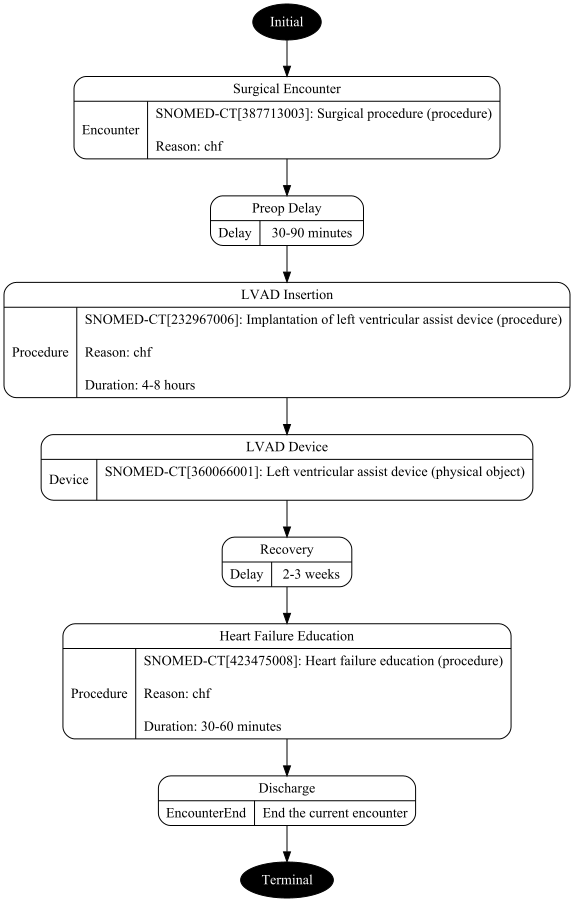 Initial
Surgical Encounter
Encounter
SNOMED-CT[387713003]: Surgical procedure (procedure)
Reason: chf
Preop Delay
Delay
30-90 minutes
LVAD Insertion
Procedure
SNOMED-CT[232967006]: Implantation of left ventricular assist device (procedure)
Reason: chf
Duration: 4-8 hours
LVAD Device
Device
SNOMED-CT[360066001]: Left ventricular assist device (physical object)
Recovery
Delay
2-3 weeks
Heart Failure Education
Procedure
SNOMED-CT[423475008]: Heart failure education (procedure)
Reason: chf
Duration: 30-60 minutes
Discharge
EncounterEnd
End the current encounter
Terminal